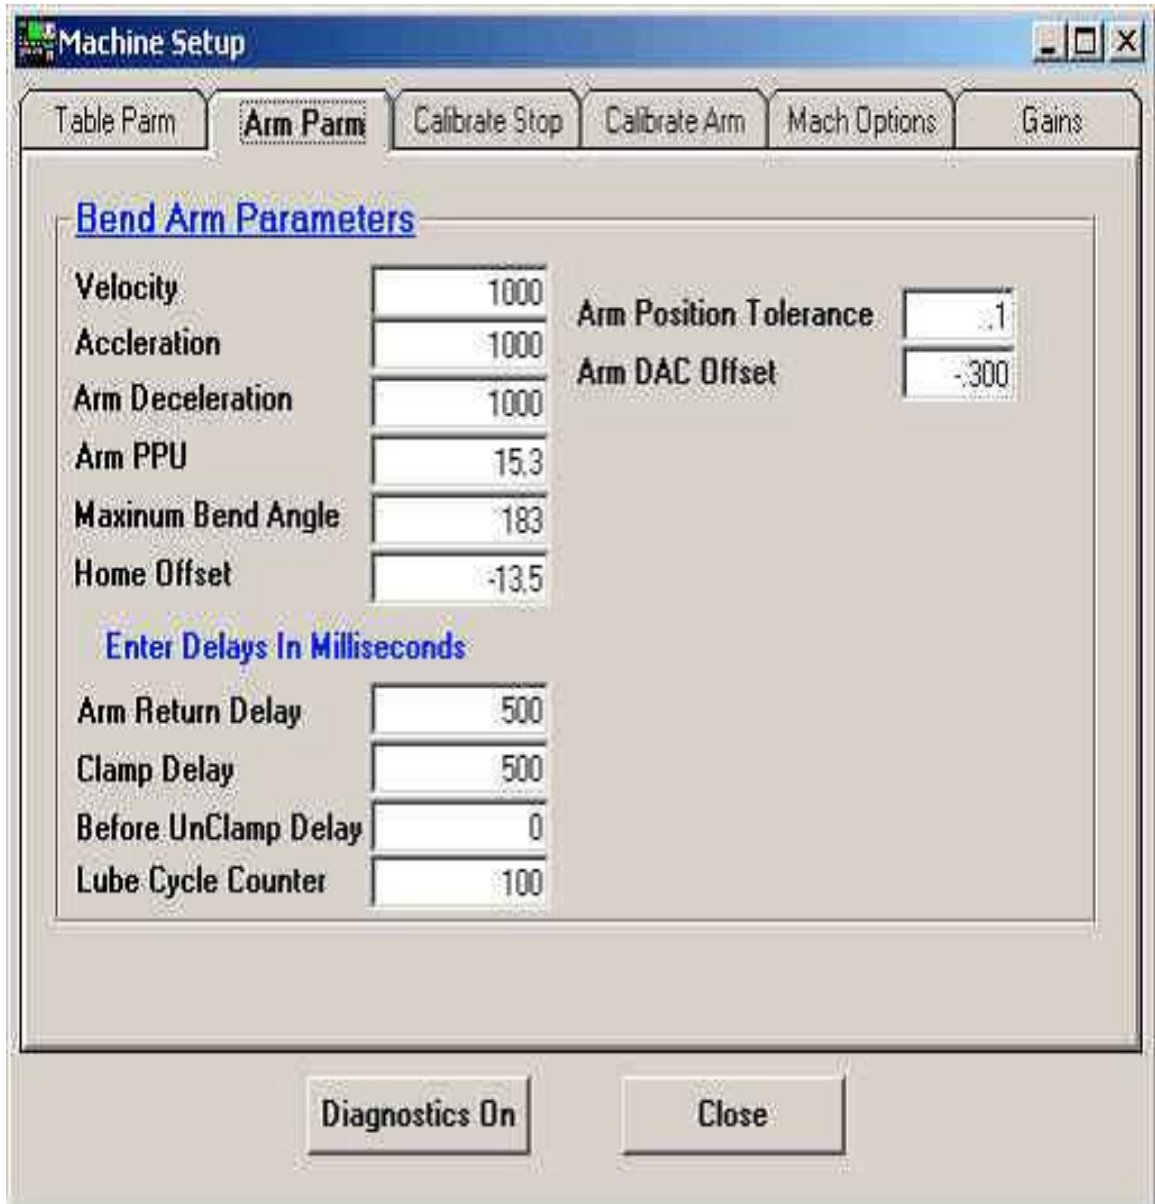 Machine Setup
Table Parm Arm Parm Calibrate Stop Calibrate Arm Mach Options Gains
Bend Arm Parameters
Velocity 1000
Accleration 1000
Arm Deceleration 1000
Arm PPU 15.3
Maxinum Bend Angle 183
Home Offset -13.5
Arm Position Tolerance .1
Arm DAC Offset -.300
Enter Delays In Milliseconds
Arm Return Delay 500
Clamp Delay 500
Before UnClamp Delay 0
Lube Cycle Counter 100
Diagnostics On Close